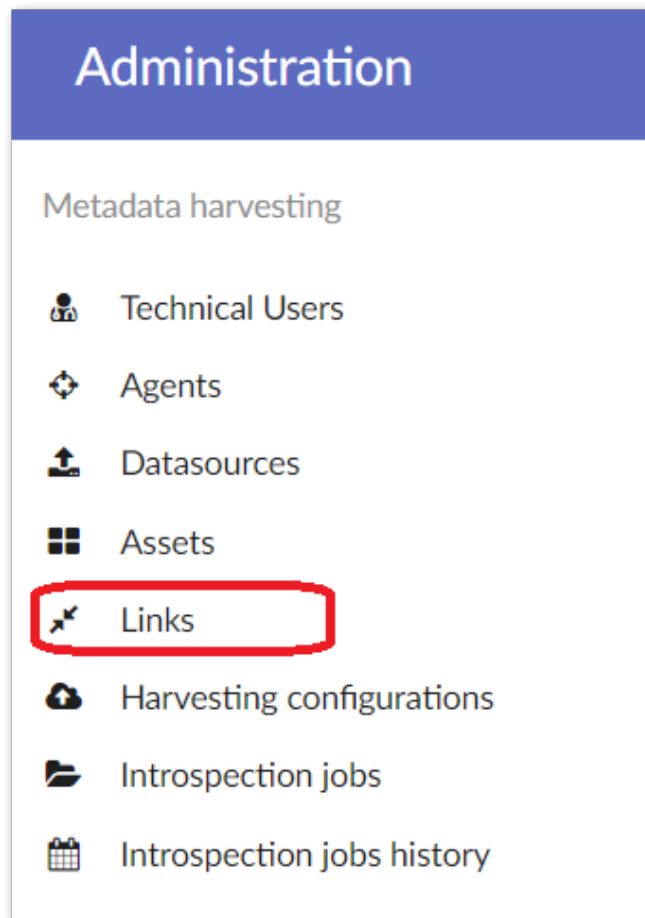 Administration
Metadata harvesting
Technical Users
Agents
Datasources
Assets
Links
Harvesting configurations
Introspection jobs
Introspection jobs history